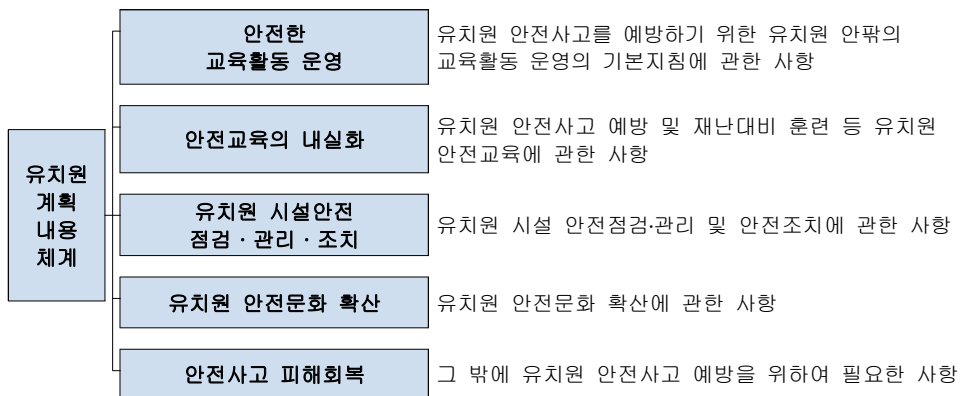 유치원
계획
내용
체계
안전한
교육활동 운영
유치원 안전사고를 예방하기 위한 유치원 안팎의
교육활동 운영의 기본지침에 관한 사항
안전교육의 내실화
유치원 안전사고 예방 및 재난대비 훈련 등 유치원
안전교육에 관한 사항
유치원 시설안전
점검 · 관리 · 조치
유치원 시설 안전점검·관리 및 안전조치에 관한 사항
유치원 안전문화 확산
유치원 안전문화 확산에 관한 사항
안전사고 피해회복
그 밖에 유치원 안전사고 예방을 위하여 필요한 사항